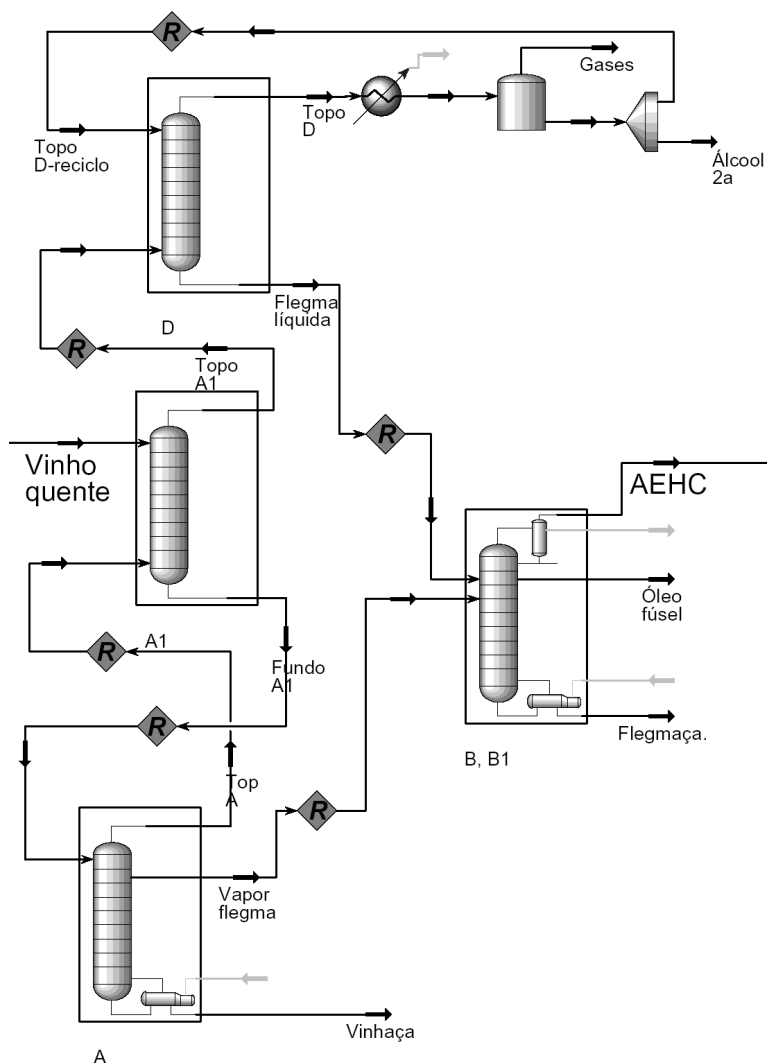 R
Gases
Topo
D
Topo
D-reciclo
Álcool
2a
Flegma
líquida
D
R
Topo
A1
R
Vinho
quente
AEHC
Óleo
fúsel
R
A1
Fundo
A1
R
Flegmaça.
B, B1
Top
A
R
Vapor
flegma
Vinhaça
A